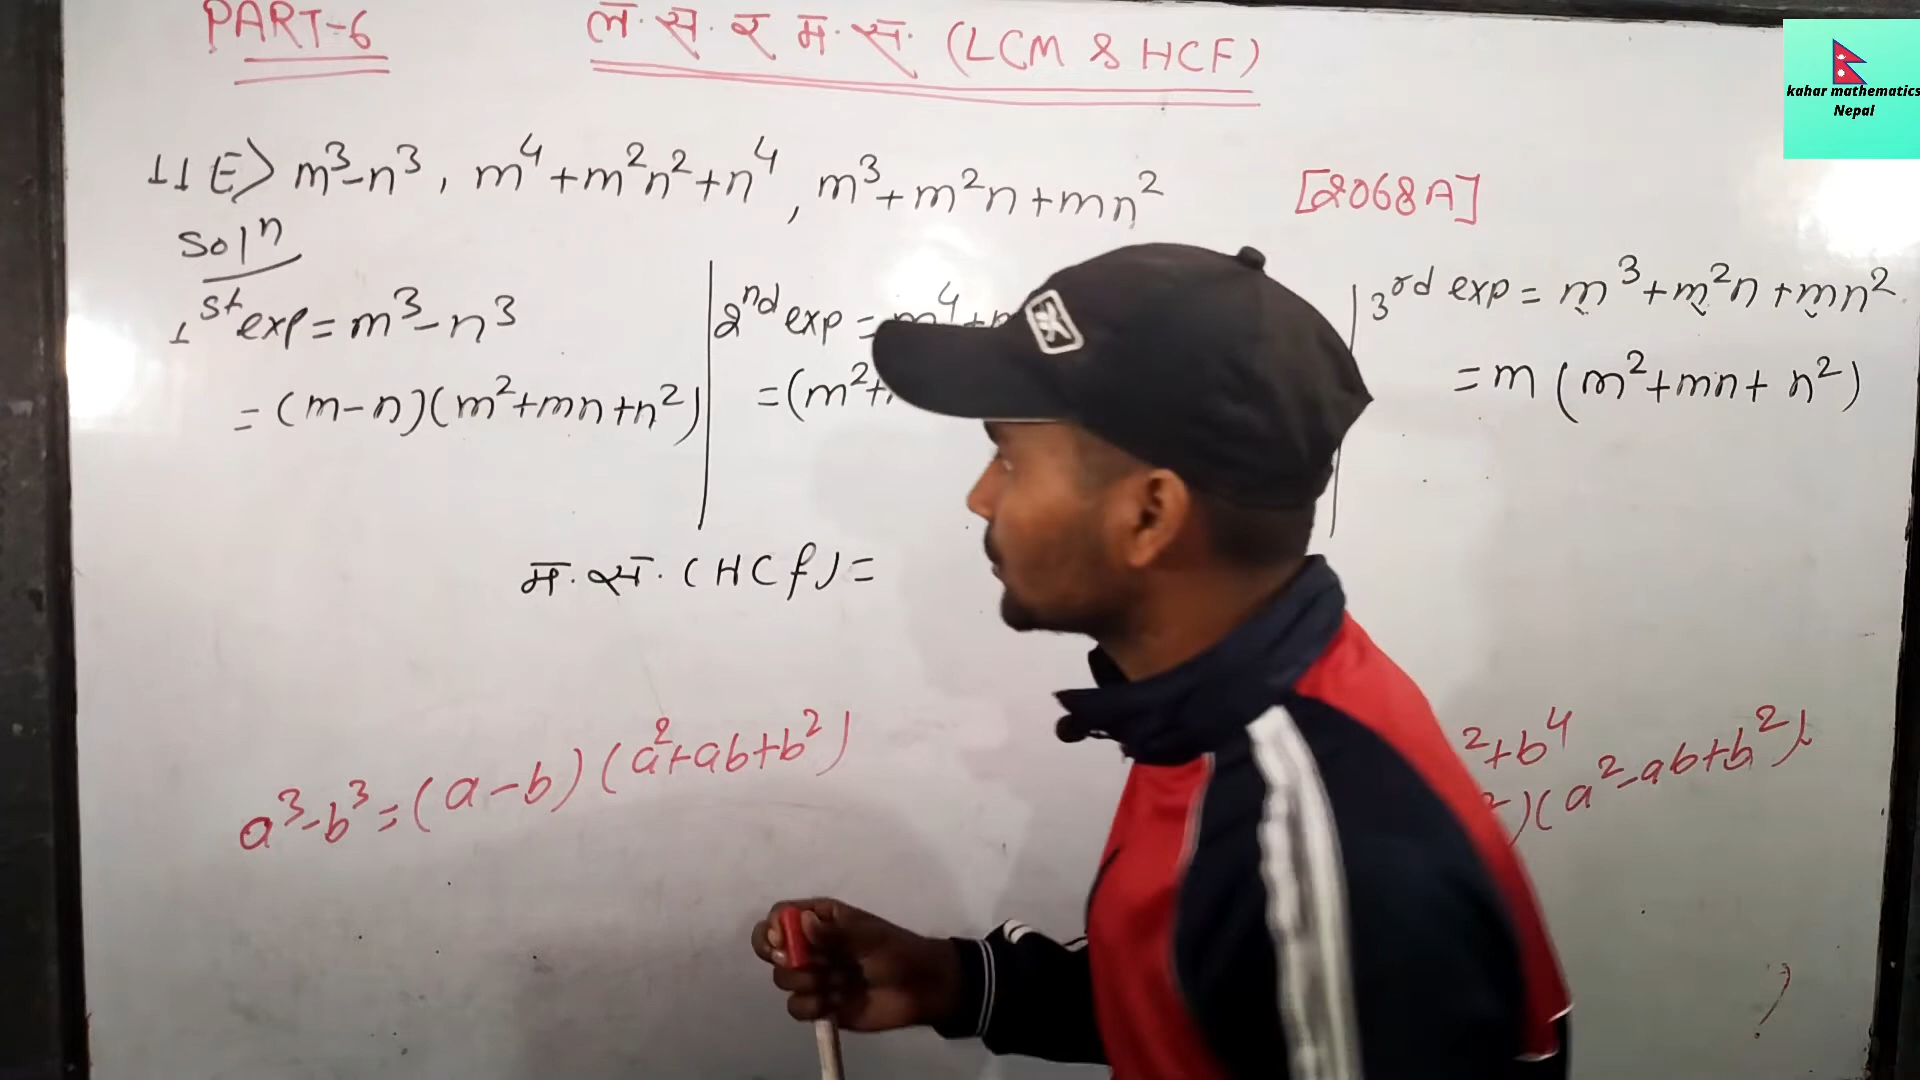 PART-6
ल. स. र म. स. (LCM & HCF)
kahar mathematics
Nepal
11 E> m³-n³, m⁴+m²n²+n⁴, m³+m²n+mn² [2068A]
Solⁿ
1st exp = m³-n³
= (m-n)(m²+mn+n²)
2nd exp = m⁴+
= (m²+
3rd exp = m³+m²n+mn²
= m (m²+mn+n²)
म. स. (HCF) =
a³-b³ = (a-b)(a²+ab+b²)
²+b⁴
²)(a²-ab+b²)